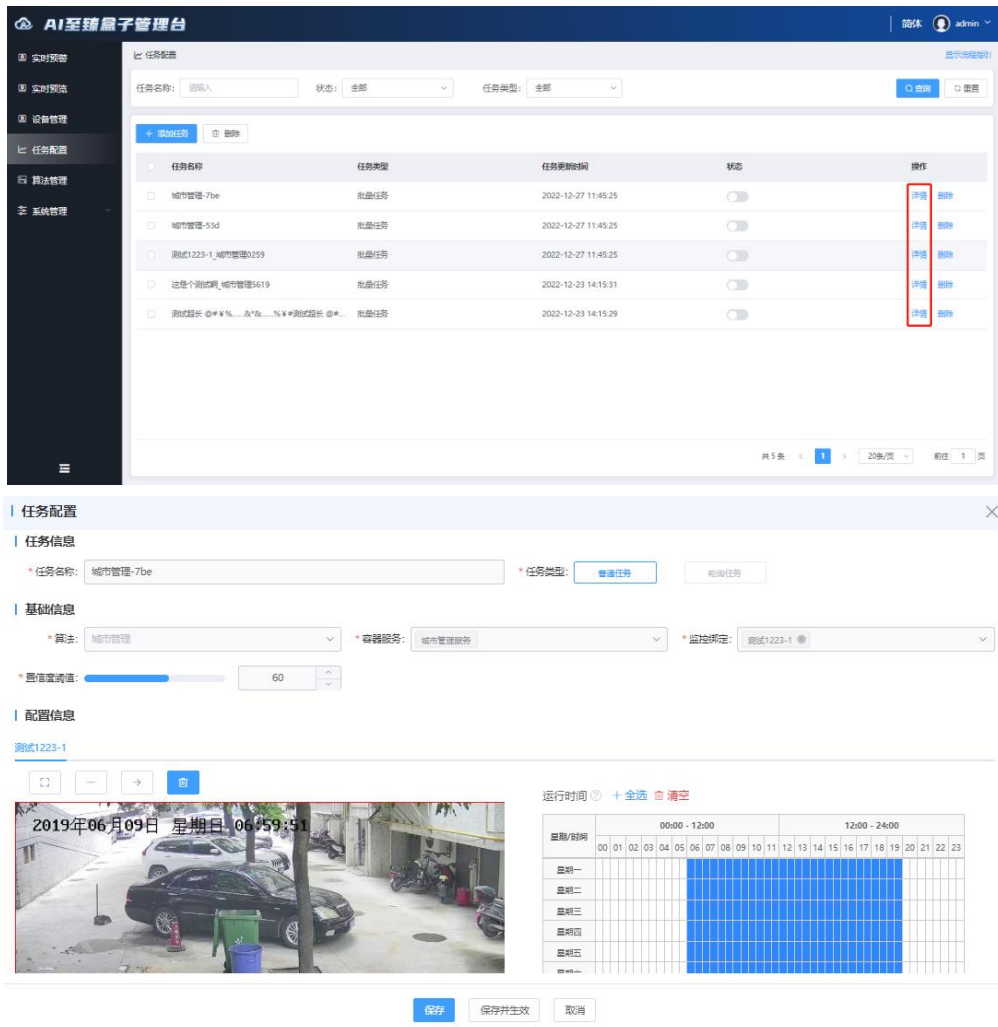 AI至臻盒子管理台
简体 admin
实时预警
实时预览
设备管理
任务配置
算法管理
系统管理
任务配置 显示流程指引
任务名称: 请输入 状态: 全部 任务类型: 全部 查询 重置
+ 添加任务 删除
任务名称 任务类型 任务更新时间 状态 操作
城市管理-7be 批量任务 2022-12-27 11:45:25 详情 删除
城市管理-53d 批量任务 2022-12-27 11:45:25 详情 删除
测试1223-1_城市管理0259 批量任务 2022-12-27 11:45:25 详情 删除
这是个测试啊_城市管理5619 批量任务 2022-12-23 14:15:31 详情 删除
测试超长 @#￥%……&*&……%￥#测试超长 @#... 批量任务 2022-12-23 14:15:29 详情 删除
共 5 条 < 1 > 20条/页 前往 1 页
任务配置
任务信息
* 任务名称: 城市管理-7be * 任务类型: 普通任务 轮询任务
基础信息
* 算法: 城市管理 * 容器服务: 城市管理服务 * 监控绑定: 测试1223-1
* 置信度阈值: 60
配置信息
测试1223-1
运行时间 + 全选 清空
2019年06月09日 星期日 06:59:51
星期/时间 00:00 - 12:00 12:00 - 24:00
00 01 02 03 04 05 06 07 08 09 10 11 12 13 14 15 16 17 18 19 20 21 22 23
星期一
星期二
星期三
星期四
星期五
星期六
保存 保存并生效 取消